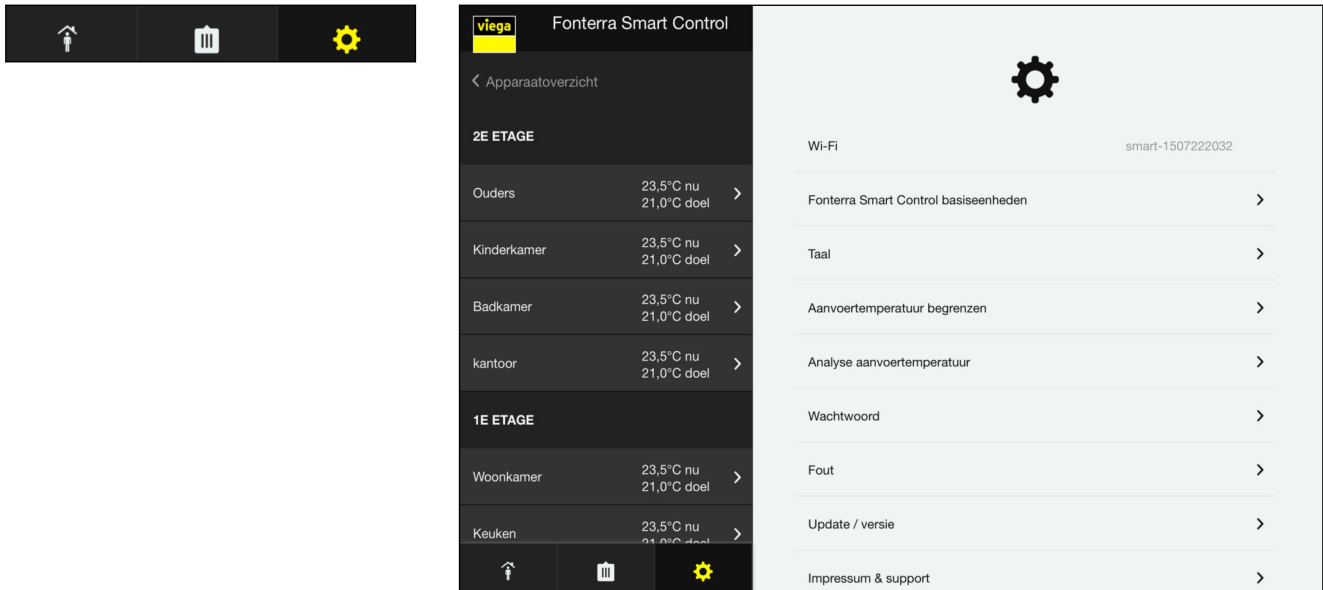 viega
Fonterra Smart Control
Apparaatoverzicht
2E ETAGE
Ouders
23,5°C nu
21,0°C doel
Kinderkamer
23,5°C nu
21,0°C doel
Badkamer
23,5°C nu
21,0°C doel
kantoor
23,5°C nu
21,0°C doel
1E ETAGE
Woonkamer
23,5°C nu
21,0°C doel
Keuken
23,5°C nu
21,0°C doel
Wi-Fi
smart-1507222032
Fonterra Smart Control basiseenheden
Taal
Aanvoertemperatuur begrenzen
Analyse aanvoertemperatuur
Wachtwoord
Fout
Update / versie
Impressum & support